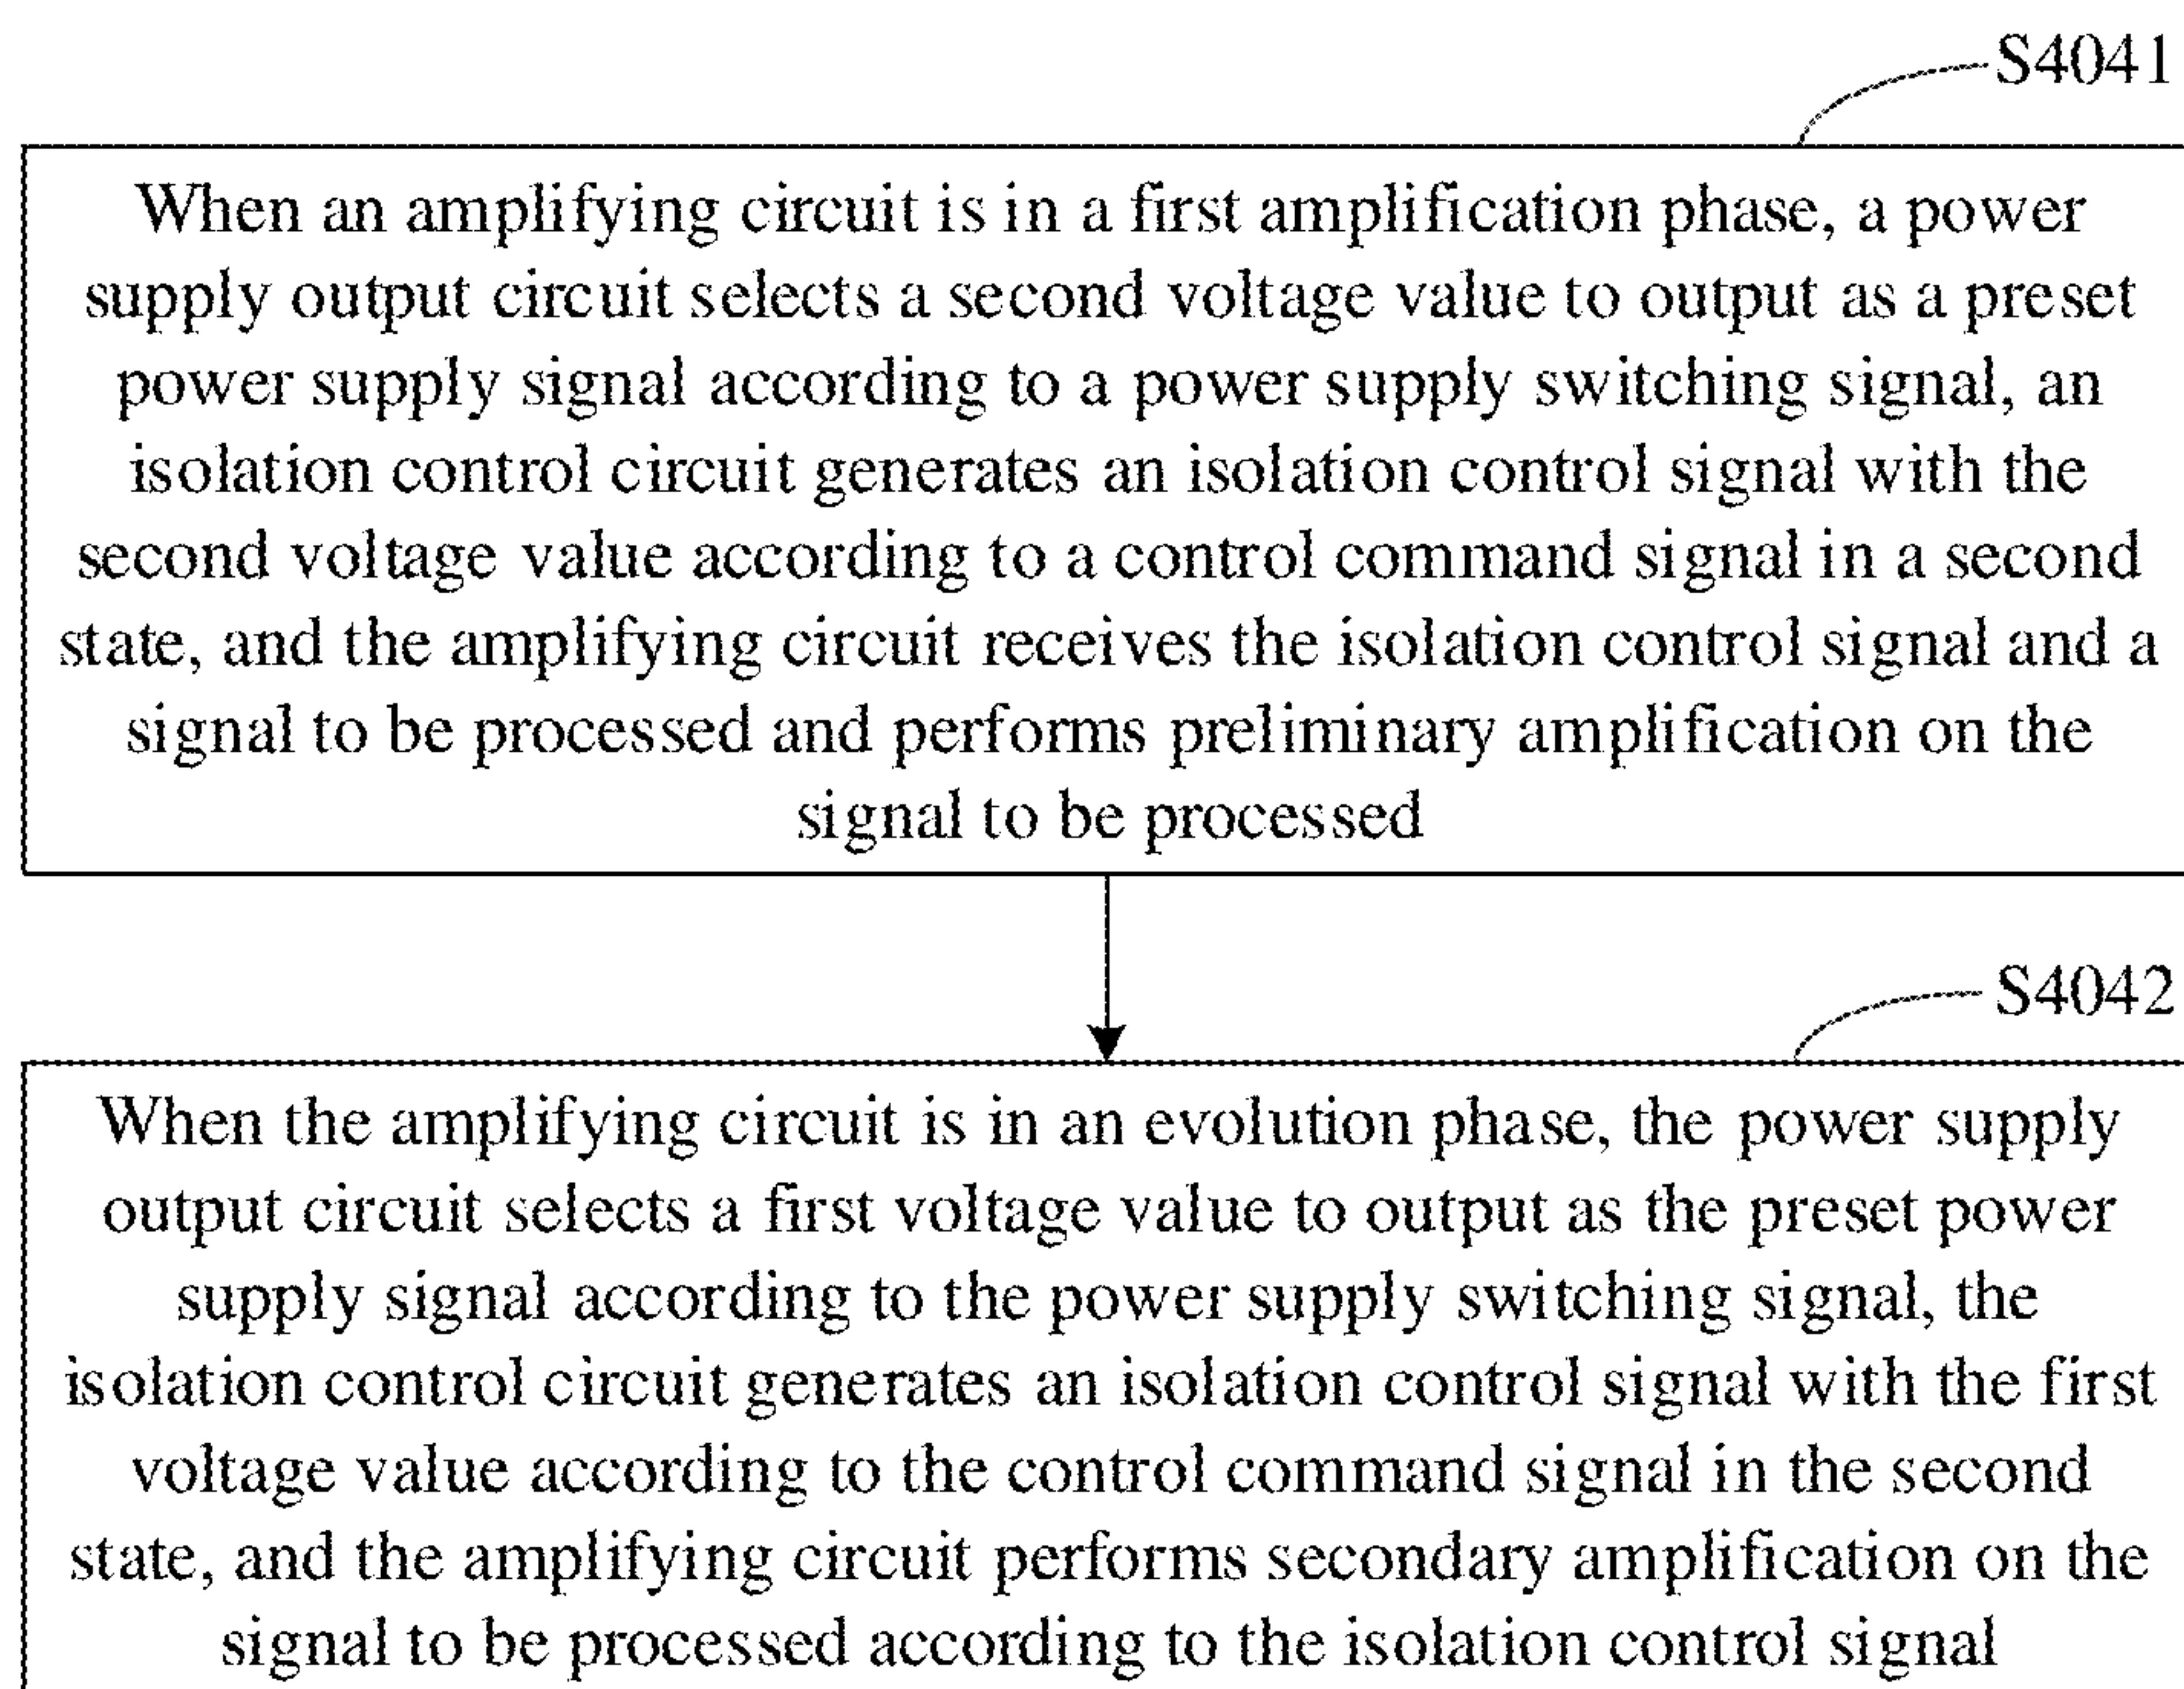 S4041
When an amplifying circuit is in a first amplification phase, a power
supply output circuit selects a second voltage value to output as a preset
power supply signal according to a power supply switching signal, an
isolation control circuit generates an isolation control signal with the
second voltage value according to a control command signal in a second
state, and the amplifying circuit receives the isolation control signal and a
signal to be processed and performs preliminary amplification on the
signal to be processed
S4042
When the amplifying circuit is in an evolution phase, the power supply
output circuit selects a first voltage value to output as the preset power
supply signal according to the power supply switching signal, the
isolation control circuit generates an isolation control signal with the first
voltage value according to the control command signal in the second
state, and the amplifying circuit performs secondary amplification on the
signal to be processed according to the isolation control signal